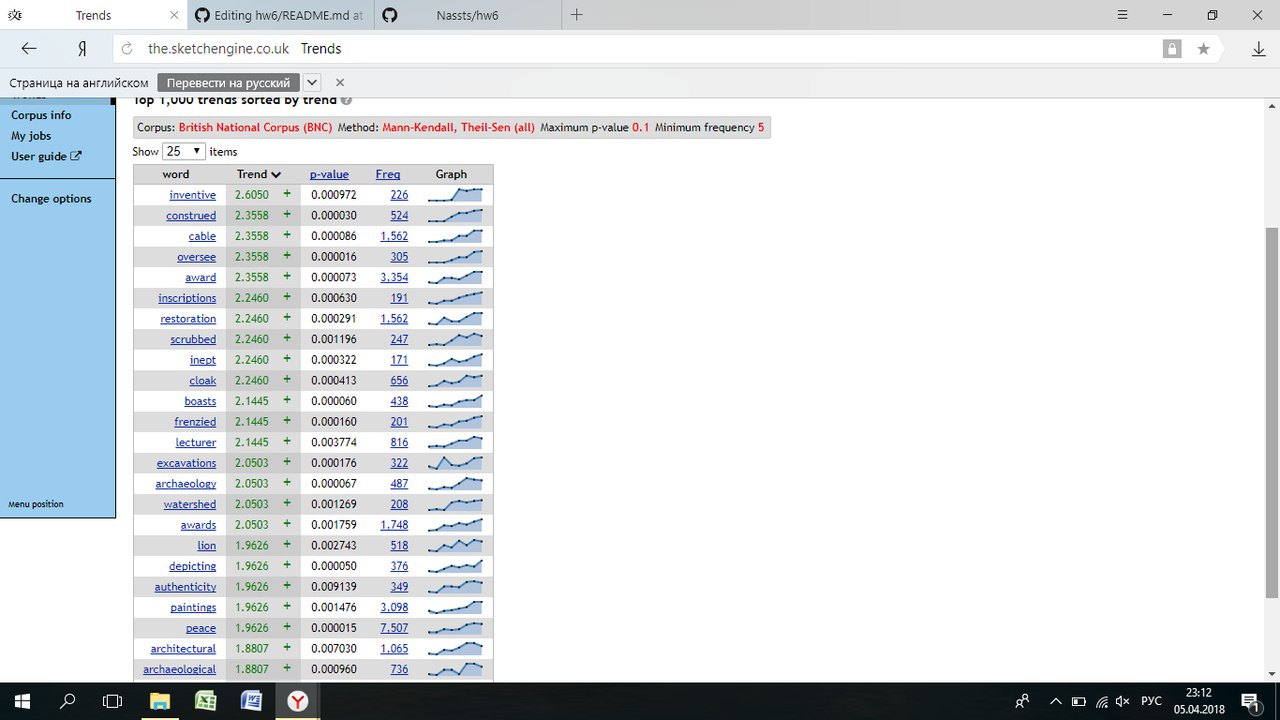 Trends
Editing hw6/README.md at
Nassts/hw6
Я
the.sketchengine.co.uk Trends
Страница на английском Перевести на русский
Top 1,000 trends sorted by trend ?
Corpus info
My jobs
User guide
Change options
Menu position
Corpus: British National Corpus (BNC) Method: Mann-Kendall, Theil-Sen (all) Maximum p-value 0.1 Minimum frequency 5
Show 25 items
word Trend p-value Freq Graph
inventive 2.6050 + 0.000972 226
construed 2.3558 + 0.000030 524
cable 2.3558 + 0.000086 1,562
oversee 2.3558 + 0.000016 305
award 2.3558 + 0.000073 3,354
inscriptions 2.2460 + 0.000630 191
restoration 2.2460 + 0.000291 1,562
scrubbed 2.2460 + 0.001196 247
inept 2.2460 + 0.000322 171
cloak 2.2460 + 0.000413 656
boasts 2.1445 + 0.000060 438
frenzied 2.1445 + 0.000160 201
lecturer 2.1445 + 0.003774 816
excavations 2.0503 + 0.000176 322
archaeology 2.0503 + 0.000067 487
watershed 2.0503 + 0.001269 208
awards 2.0503 + 0.001759 1,748
lion 1.9626 + 0.002743 518
depicting 1.9626 + 0.000050 376
authenticity 1.9626 + 0.009139 349
paintings 1.9626 + 0.001476 3,098
peace 1.9626 + 0.000015 7,507
architectural 1.8807 + 0.007030 1,065
archaeological 1.8807 + 0.000960 736
РУС
23:12
05.04.2018
1